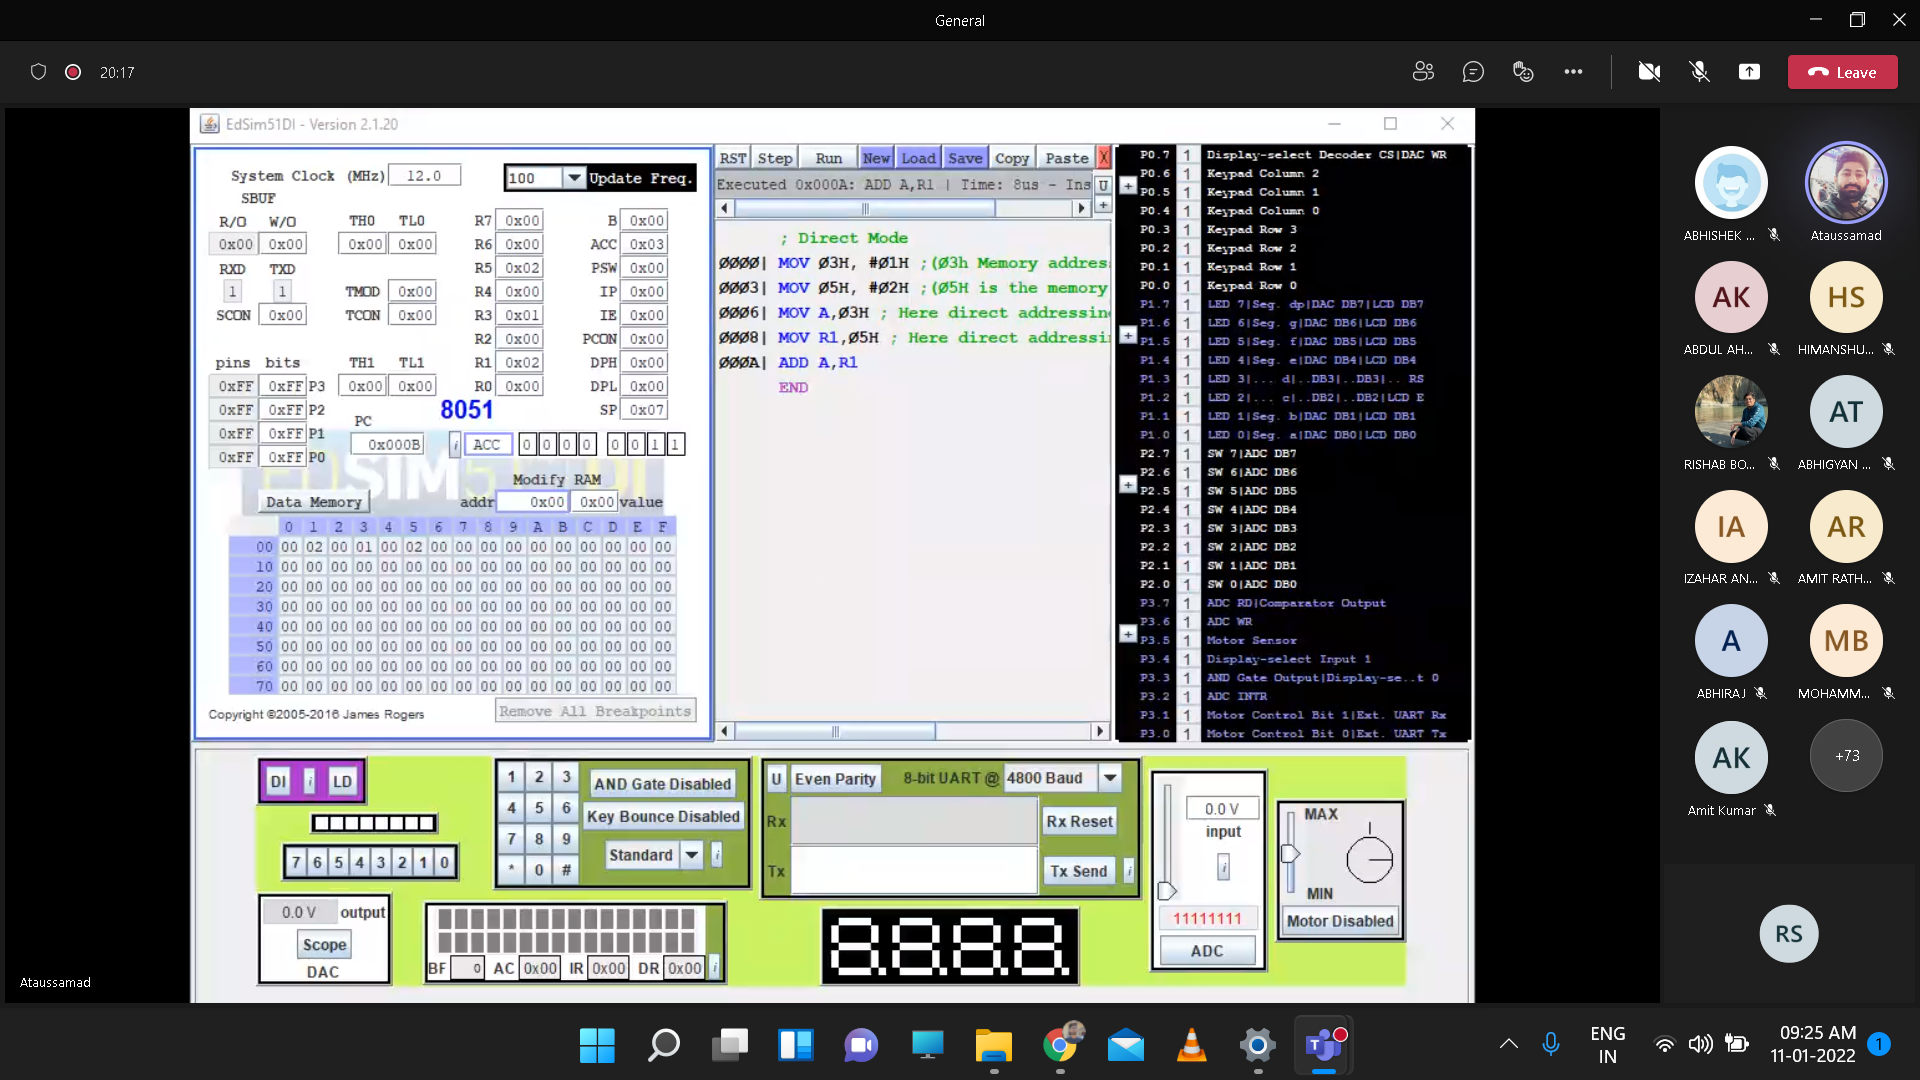 General
20:17
Leave
EdSim51DI - Version 2.1.20
System Clock (MHz) 12.0 100 Update Freq.
SBUF
R/O W/O TH0 TL0 R7 0x00 B 0x00
0x00 0x00 0x00 0x00 R6 0x00 ACC 0x03
RXD TXD R5 0x02 PSW 0x00
1 1 TMOD 0x00 R4 0x00 IP 0x00
SCON 0x00 TCON 0x00 R3 0x01 IE 0x00
R2 0x00 PCON 0x00
pins bits TH1 TL1 R1 0x02 DPH 0x00
0xFF 0xFF P3 0x00 0x00 R0 0x00 DPL 0x00
0xFF 0xFF P2 8051 SP 0x07
0xFF 0xFF P1 PC
0x000B i ACC 0 0 0 0 0 0 1 1
0xFF 0xFF P0
EDSIM51DI
Modify RAM
Data Memory addr 0x00 0x00 value
0 1 2 3 4 5 6 7 8 9 A B C D E F
00 00 02 00 01 00 02 00 00 00 00 00 00 00 00 00 00
10 00 00 00 00 00 00 00 00 00 00 00 00 00 00 00 00
20 00 00 00 00 00 00 00 00 00 00 00 00 00 00 00 00
30 00 00 00 00 00 00 00 00 00 00 00 00 00 00 00 00
40 00 00 00 00 00 00 00 00 00 00 00 00 00 00 00 00
50 00 00 00 00 00 00 00 00 00 00 00 00 00 00 00 00
60 00 00 00 00 00 00 00 00 00 00 00 00 00 00 00 00
70 00 00 00 00 00 00 00 00 00 00 00 00 00 00 00 00
Copyright ©2005-2016 James Rogers Remove All Breakpoints
RST Step Run New Load Save Copy Paste X
Executed 0x000A: ADD A,R1 | Time: 8us - Ins U
; Direct Mode
0000| MOV 03H, #01H ;(03h Memory address
0003| MOV 05H, #02H ;(05H is the memory
0006| MOV A,03H ; Here direct addressing
0008| MOV R1,05H ; Here direct addressi
000A| ADD A,R1
END
P0.7 1 Display-select Decoder CS|DAC WR
P0.6 1 Keypad Column 2
P0.5 1 Keypad Column 1
P0.4 1 Keypad Column 0
P0.3 1 Keypad Row 3
P0.2 1 Keypad Row 2
P0.1 1 Keypad Row 1
P0.0 1 Keypad Row 0
P1.7 1 LED 7|Seg. dp|DAC DB7|LCD DB7
P1.6 1 LED 6|Seg. g|DAC DB6|LCD DB6
P1.5 1 LED 5|Seg. f|DAC DB5|LCD DB5
P1.4 1 LED 4|Seg. e|DAC DB4|LCD DB4
P1.3 1 LED 3|... d|..DB3|..DB3|.. RS
P1.2 1 LED 2|... c|..DB2|..DB2|LCD E
P1.1 1 LED 1|Seg. b|DAC DB1|LCD DB1
P1.0 1 LED 0|Seg. a|DAC DB0|LCD DB0
P2.7 1 SW 7|ADC DB7
P2.6 1 SW 6|ADC DB6
P2.5 1 SW 5|ADC DB5
P2.4 1 SW 4|ADC DB4
P2.3 1 SW 3|ADC DB3
P2.2 1 SW 2|ADC DB2
P2.1 1 SW 1|ADC DB1
P2.0 1 SW 0|ADC DB0
P3.7 1 ADC RD|Comparator Output
P3.6 1 ADC WR
P3.5 1 Motor Sensor
P3.4 1 Display-select Input 1
P3.3 1 AND Gate Output|Display-se..t 0
P3.2 1 ADC INTR
P3.1 1 Motor Control Bit 1|Ext. UART Rx
P3.0 1 Motor Control Bit 0|Ext. UART Tx
DI i LD
7 6 5 4 3 2 1 0
0.0 V output
Scope
DAC
1 2 3
4 5 6
7 8 9
* 0 #
AND Gate Disabled
Key Bounce Disabled
Standard i
BF 0 AC 0x00 IR 0x00 DR 0x00 i
U Even Parity 8-bit UART @ 4800 Baud
Rx Rx Reset
Tx Tx Send i
8.8.8.8.
0.0 V
input
i
11111111
ADC
MAX
MIN
Motor Disabled
Ataussamad
ABHISHEK ... Ataussamad
AK HS
ABDUL AH... HIMANSHU...
AT
RISHAB BO... ABHIGYAN ...
IA AR
IZAHAR AN... AMIT RATH...
A MB
ABHIRAJ MOHAMM...
AK +73
Amit Kumar
RS
ENG
IN
09:25 AM
11-01-2022
1